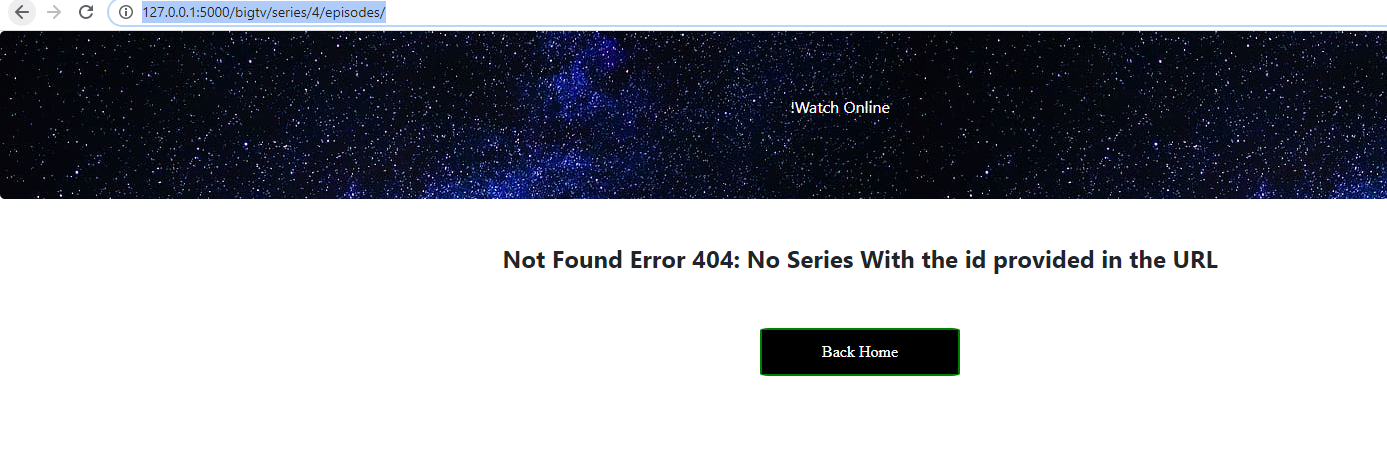 127.0.0.1:5000/bigtv/series/4/episodes/
!Watch Online
Not Found Error 404: No Series With the id provided in the URL
Back Home